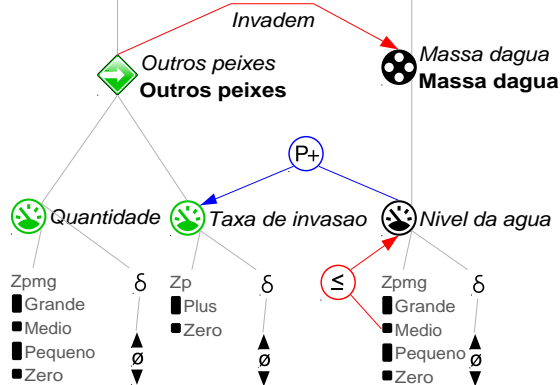 Invadem
Outros peixes
Outros peixes
Massa dagua
Massa dagua
P+
Quantidade
Taxa de invasao
Nivel da agua
Zpmg
Grande
Medio
Pequeno
Zero
δ
ø
Zp
Plus
Zero
δ
ø
≤
Zpmg
Grande
Medio
Pequeno
Zero
δ
ø